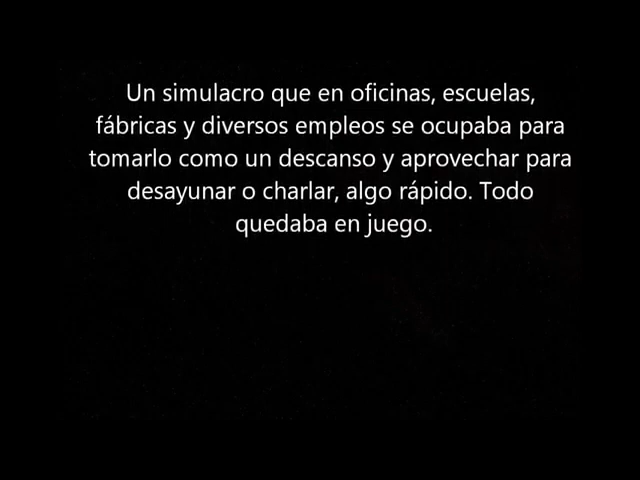 Un simulacro que en oficinas, escuelas,
fábricas y diversos empleos se ocupaba para
tomarlo como un descanso y aprovechar para
desayunar o charlar, algo rápido. Todo
quedaba en juego.